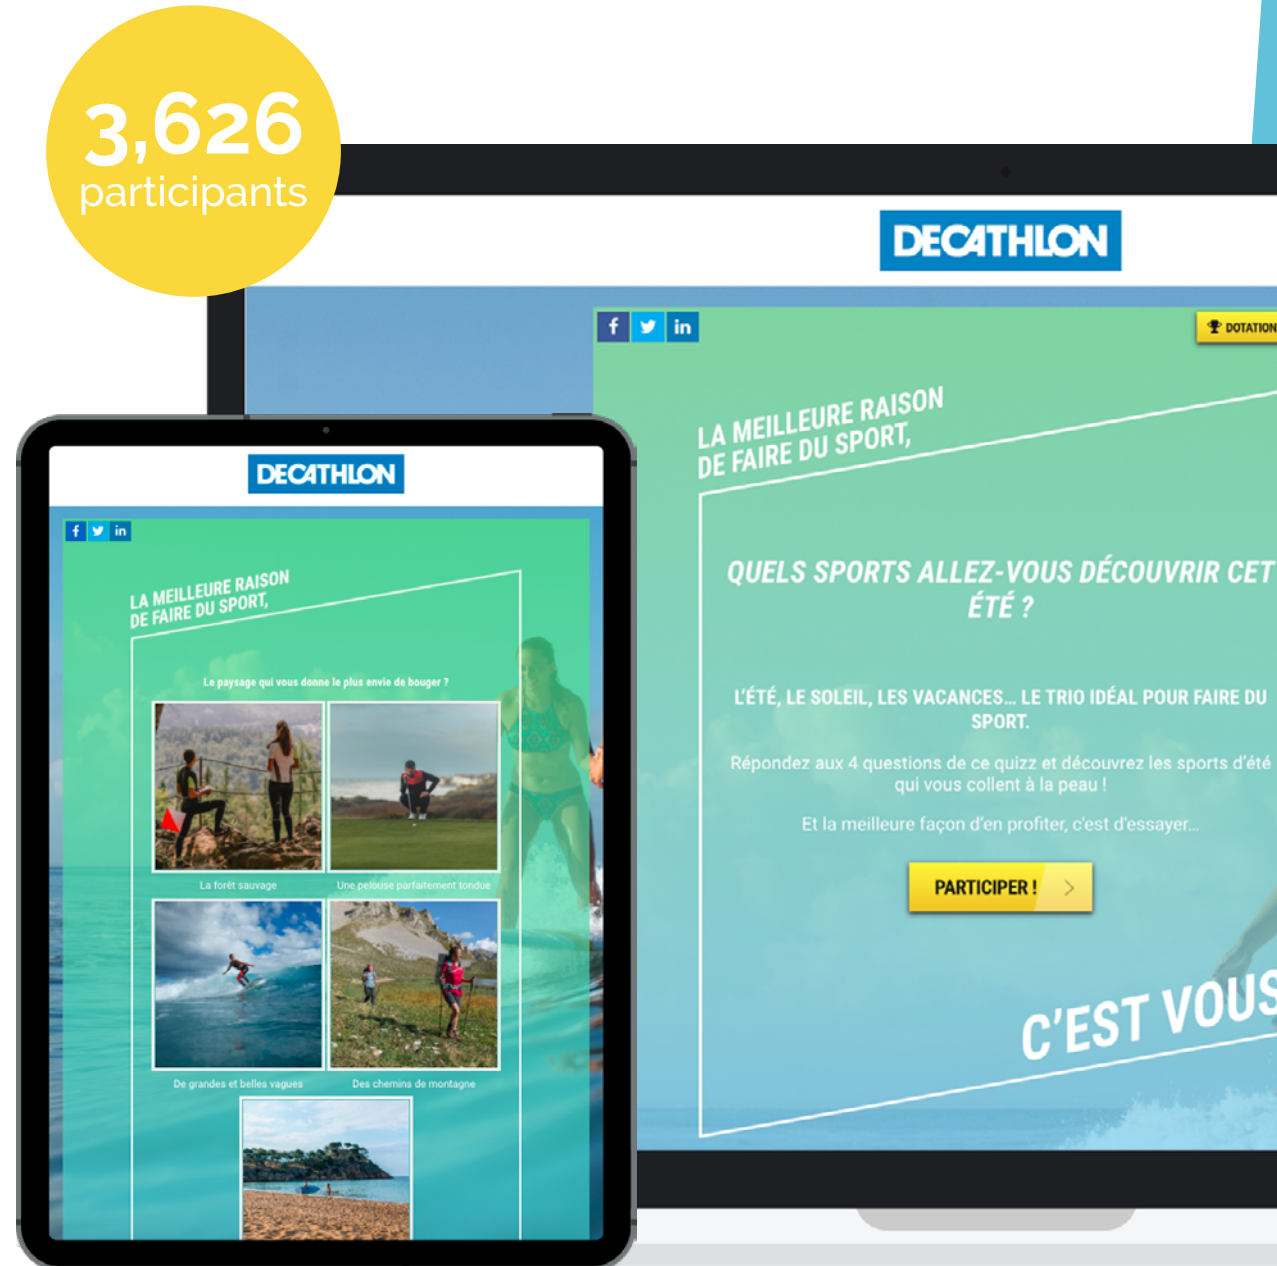 3,626
participants
DECATHLON
DOTATION
LA MEILLEURE RAISON
DE FAIRE DU SPORT,
QUELS SPORTS ALLEZ-VOUS DÉCOUVRIR CET
ÉTÉ ?
L'ÉTÉ, LE SOLEIL, LES VACANCES... LE TRIO IDÉAL POUR FAIRE DU
SPORT.
Répondez aux 4 questions de ce quizz et découvrez les sports d'été
qui vous collent à la peau !
Et la meilleure façon d'en profiter, c'est d'essayer...
PARTICIPER !
C'EST VOUS
DECATHLON
LA MEILLEURE RAISON
DE FAIRE DU SPORT,
Le paysage qui vous donne le plus envie de bouger ?
La forêt sauvage
Une pelouse parfaitement tondue
De grandes et belles vagues
Des chemins de montagne